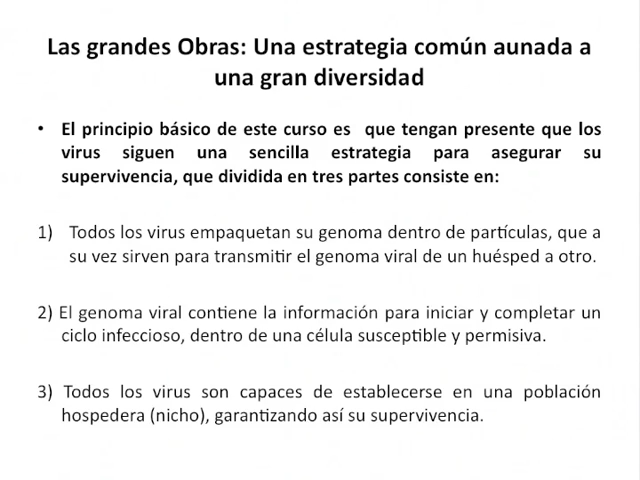 Las grandes Obras: Una estrategia común aunada a
una gran diversidad
• El principio básico de este curso es que tengan presente que los
virus siguen una sencilla estrategia para asegurar su
supervivencia, que dividida en tres partes consiste en:
1) Todos los virus empaquetan su genoma dentro de partículas, que a
su vez sirven para transmitir el genoma viral de un huésped a otro.
2) El genoma viral contiene la información para iniciar y completar un
ciclo infeccioso, dentro de una célula susceptible y permisiva.
3) Todos los virus son capaces de establecerse en una población
hospedera (nicho), garantizando así su supervivencia.